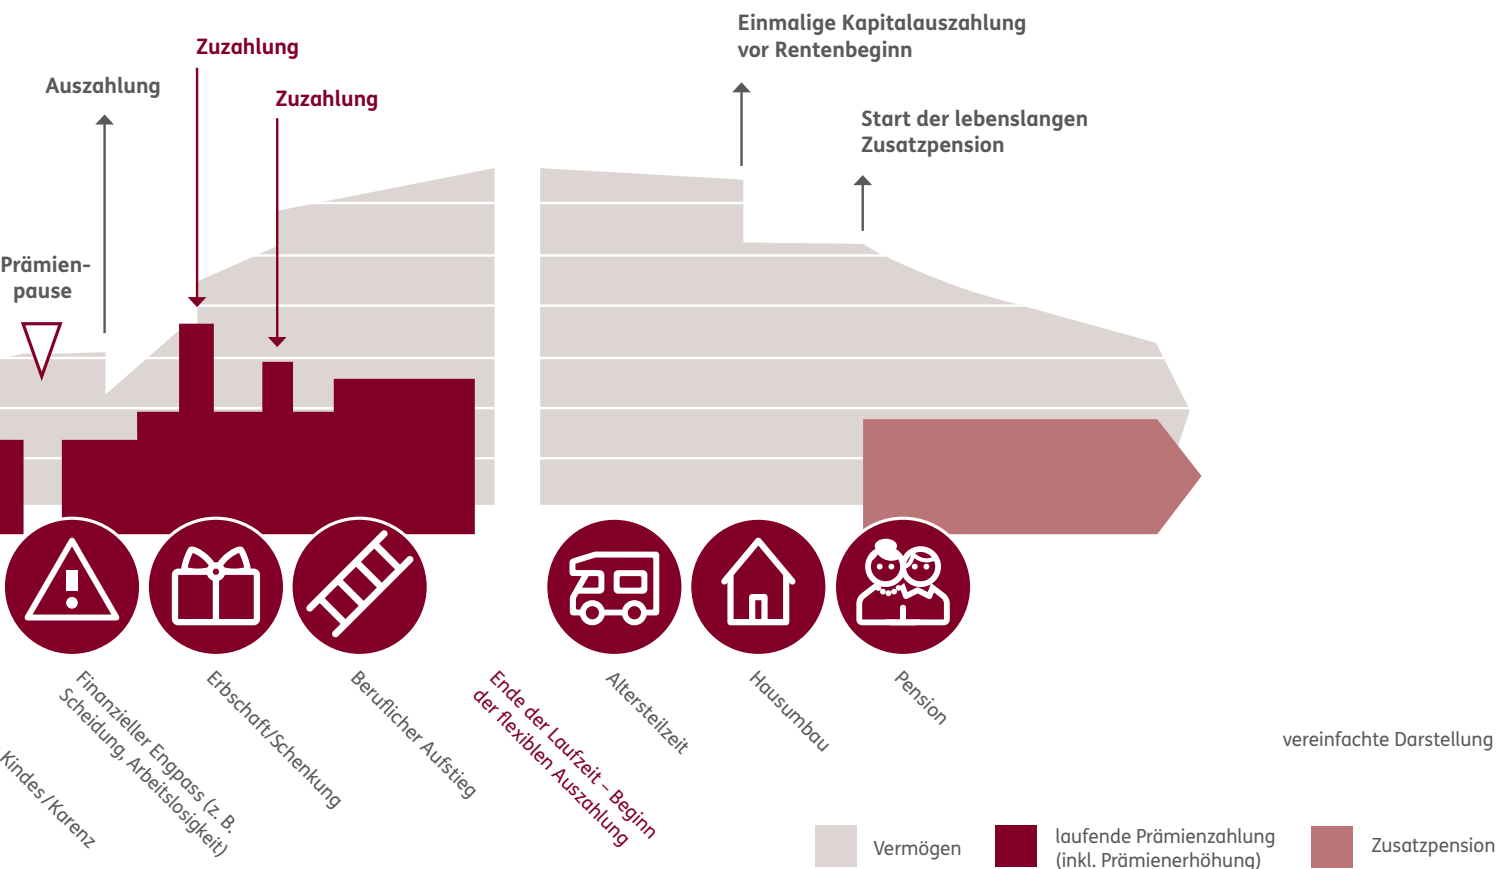 Einmalige Kapitalauszahlung
vor Rentenbeginn
Zuzahlung
Auszahlung
Zuzahlung
Start der lebenslangen
Zusatzpension
Prämien-
pause
Kindes/Karenz
Finanzieller Engpass (z. B.
Scheidung, Arbeitslosigkeit)
Erbschaft/Schenkung
Beruflicher Aufstieg
Ende der Laufzeit – Beginn
der flexiblen Auszahlung
Altersteilzeit
Hausumbau
Pension
vereinfachte Darstellung
Vermögen
laufende Prämienzahlung
(inkl. Prämienerhöhung)
Zusatzpension